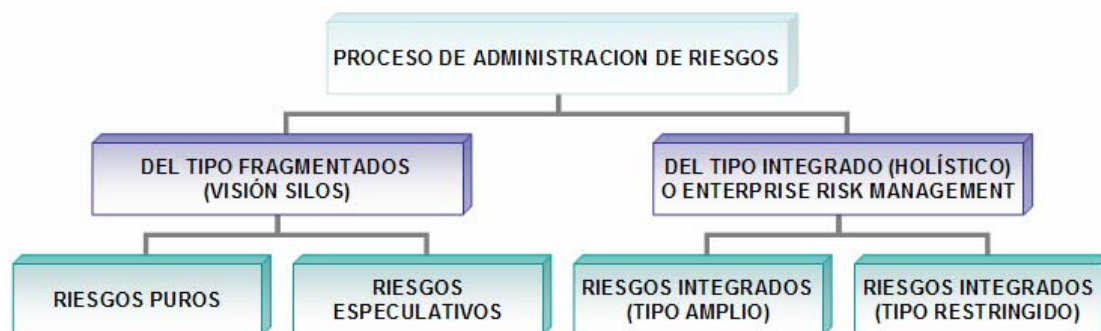 PROCESO DE ADMINISTRACION DE RIESGOS
DEL TIPO FRAGMENTADOS
(VISIÓN SILOS)
DEL TIPO INTEGRADO (HOLÍSTICO)
O ENTERPRISE RISK MANAGEMENT
RIESGOS PUROS
RIESGOS
ESPECULATIVOS
RIESGOS INTEGRADOS
(TIPO AMPLIO)
RIESGOS INTEGRADOS
(TIPO RESTRINGIDO)